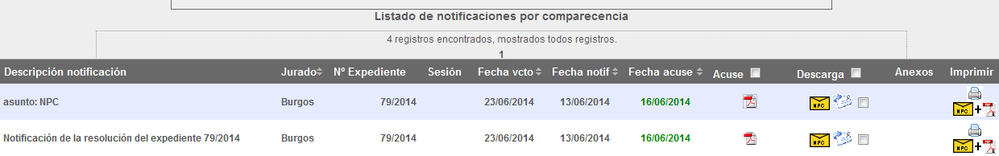 Listado de notificaciones por comparecencia
4 registros encontrados, mostrados todos registros.
1
Descripción notificación Jurado Nº Expediente Sesión Fecha vcto Fecha notif Fecha acuse Acuse Descarga Anexos Imprimir
asunto: NPC Burgos 79/2014 23/06/2014 13/06/2014 16/06/2014 NPC NPC + PDF
Notificación de la resolución del expediente 79/2014 Burgos 79/2014 23/06/2014 13/06/2014 16/06/2014 NPC NPC + PDF